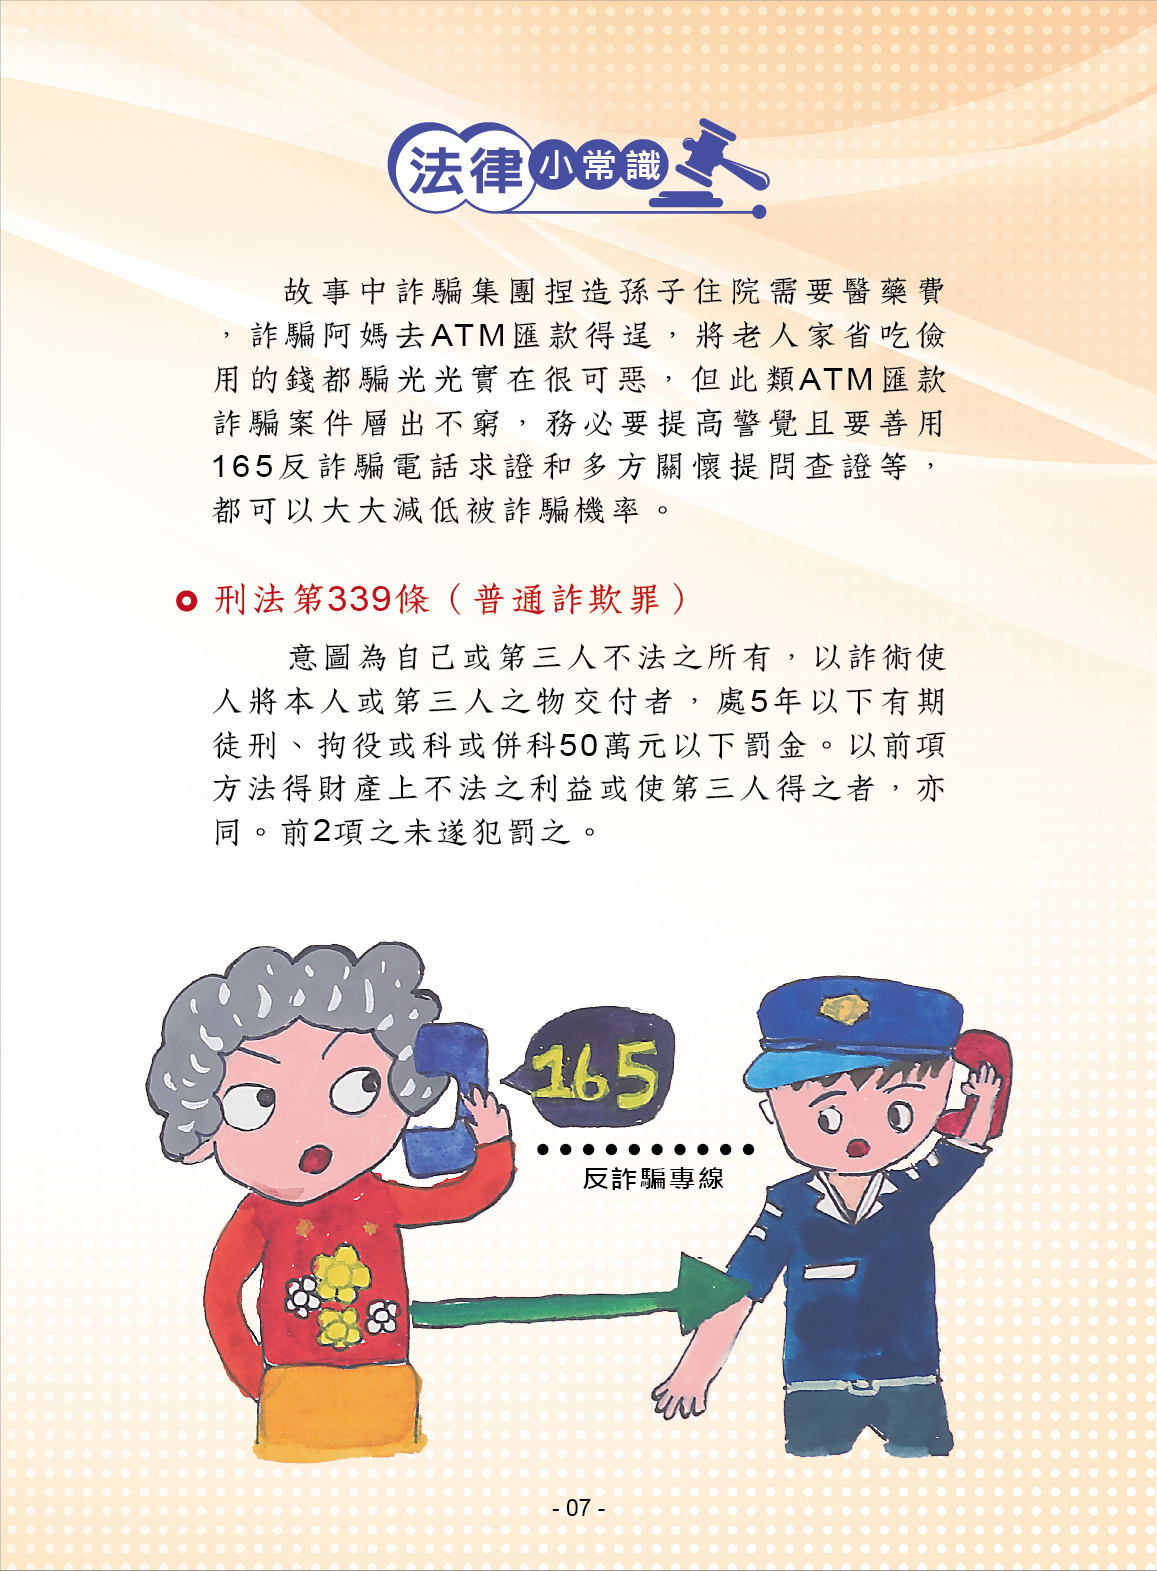 法律小常識
故事中詐騙集團捏造孫子住院需要醫藥費
，詐騙阿媽去ATM匯款得逞，將老人家省吃儉
用的錢都騙光光實在很可惡，但此類ATM匯款
詐騙案件層出不窮，務必要提高警覺且要善用
165反詐騙電話求證和多方關懷提問查證等，
都可以大大減低被詐騙機率。
刑法第339條（普通詐欺罪）
意圖為自己或第三人不法之所有，以詐術使
人將本人或第三人之物交付者，處5年以下有期
徒刑、拘役或科或併科50萬元以下罰金。以前項
方法得財產上不法之利益或使第三人得之者，亦
同。前2項之未遂犯罰之。
165
反詐騙專線
- 07 -